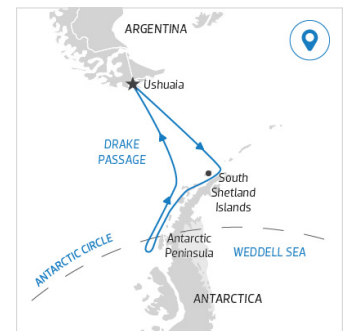 ARGENTINA
Ushuaia
DRAKE
PASSAGE
South
Shetland
Islands
ANTARCTIC CIRCLE
Antarctic
Peninsula
WEDDELL SEA
ANTARCTICA